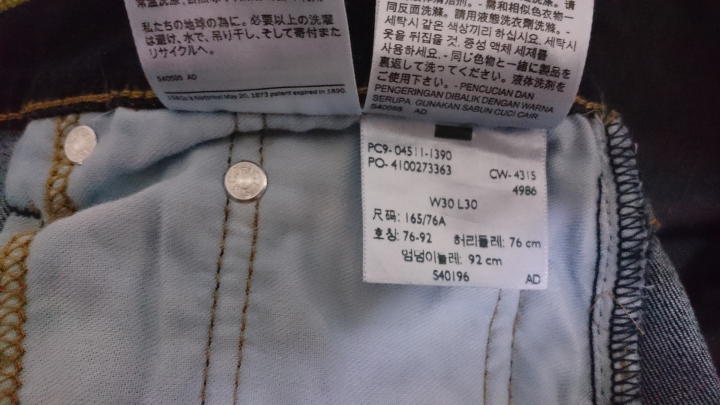 私たちの地球の為に。必要以上の洗濯
は避け、水で、吊り干し、そして寄付また
リサイクルへ。
S40595 AD
May 20, 1873 patent expired in 1890.
同反面洗滌。請用液態洗衣劑洗滌。-
세탁시 같은 색상끼리 하십시요. 세탁시
옷을 뒤집을 것. 중성 액체 세제를
사용하세요. - 同じ色物と一緒に製品を
裏返して洗ってください。液体洗剤を
ご使用下さい。- PENCUCIAN DAN
PENGERINGAN DIBALIK DENGAN WARNA
SERUPA. GUNAKAN SABUN CUCI CAIR
AD
PC9- 04511-1390
PO- 4100273363 CW- 4315
4986
W30 L30
尺码: 165/76A
호칭: 76-92 허리둘레: 76 cm
엉덩이둘레: 92 cm
S40196 AD